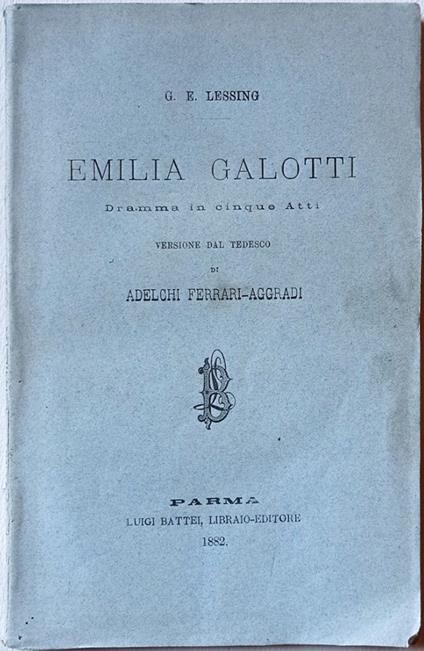 G. E. LESSING
EMILIA GALOTTI
Dramma in cinque Atti
VERSIONE DAL TEDESCO
DI
ADELCHI FERRARI-AGGRADI
PARMA
LUIGI BATTEI, LIBRAIO-EDITORE
1882.